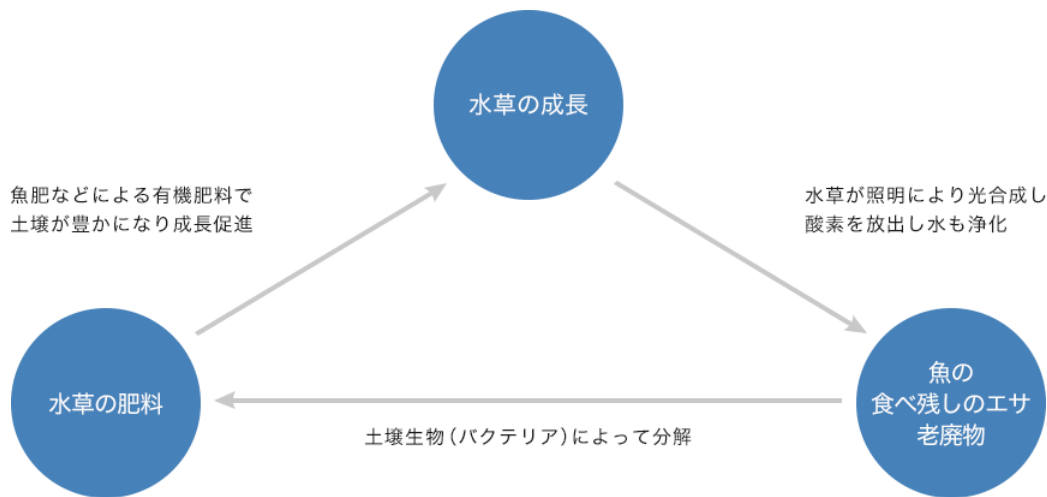 水草の成長
魚肥などによる有機肥料で
土壌が豊かになり成長促進
水草が照明により光合成し
酸素を放出し水も浄化
水草の肥料
魚の
食べ残しのエサ
老廃物
土壌生物（バクテリア）によって分解